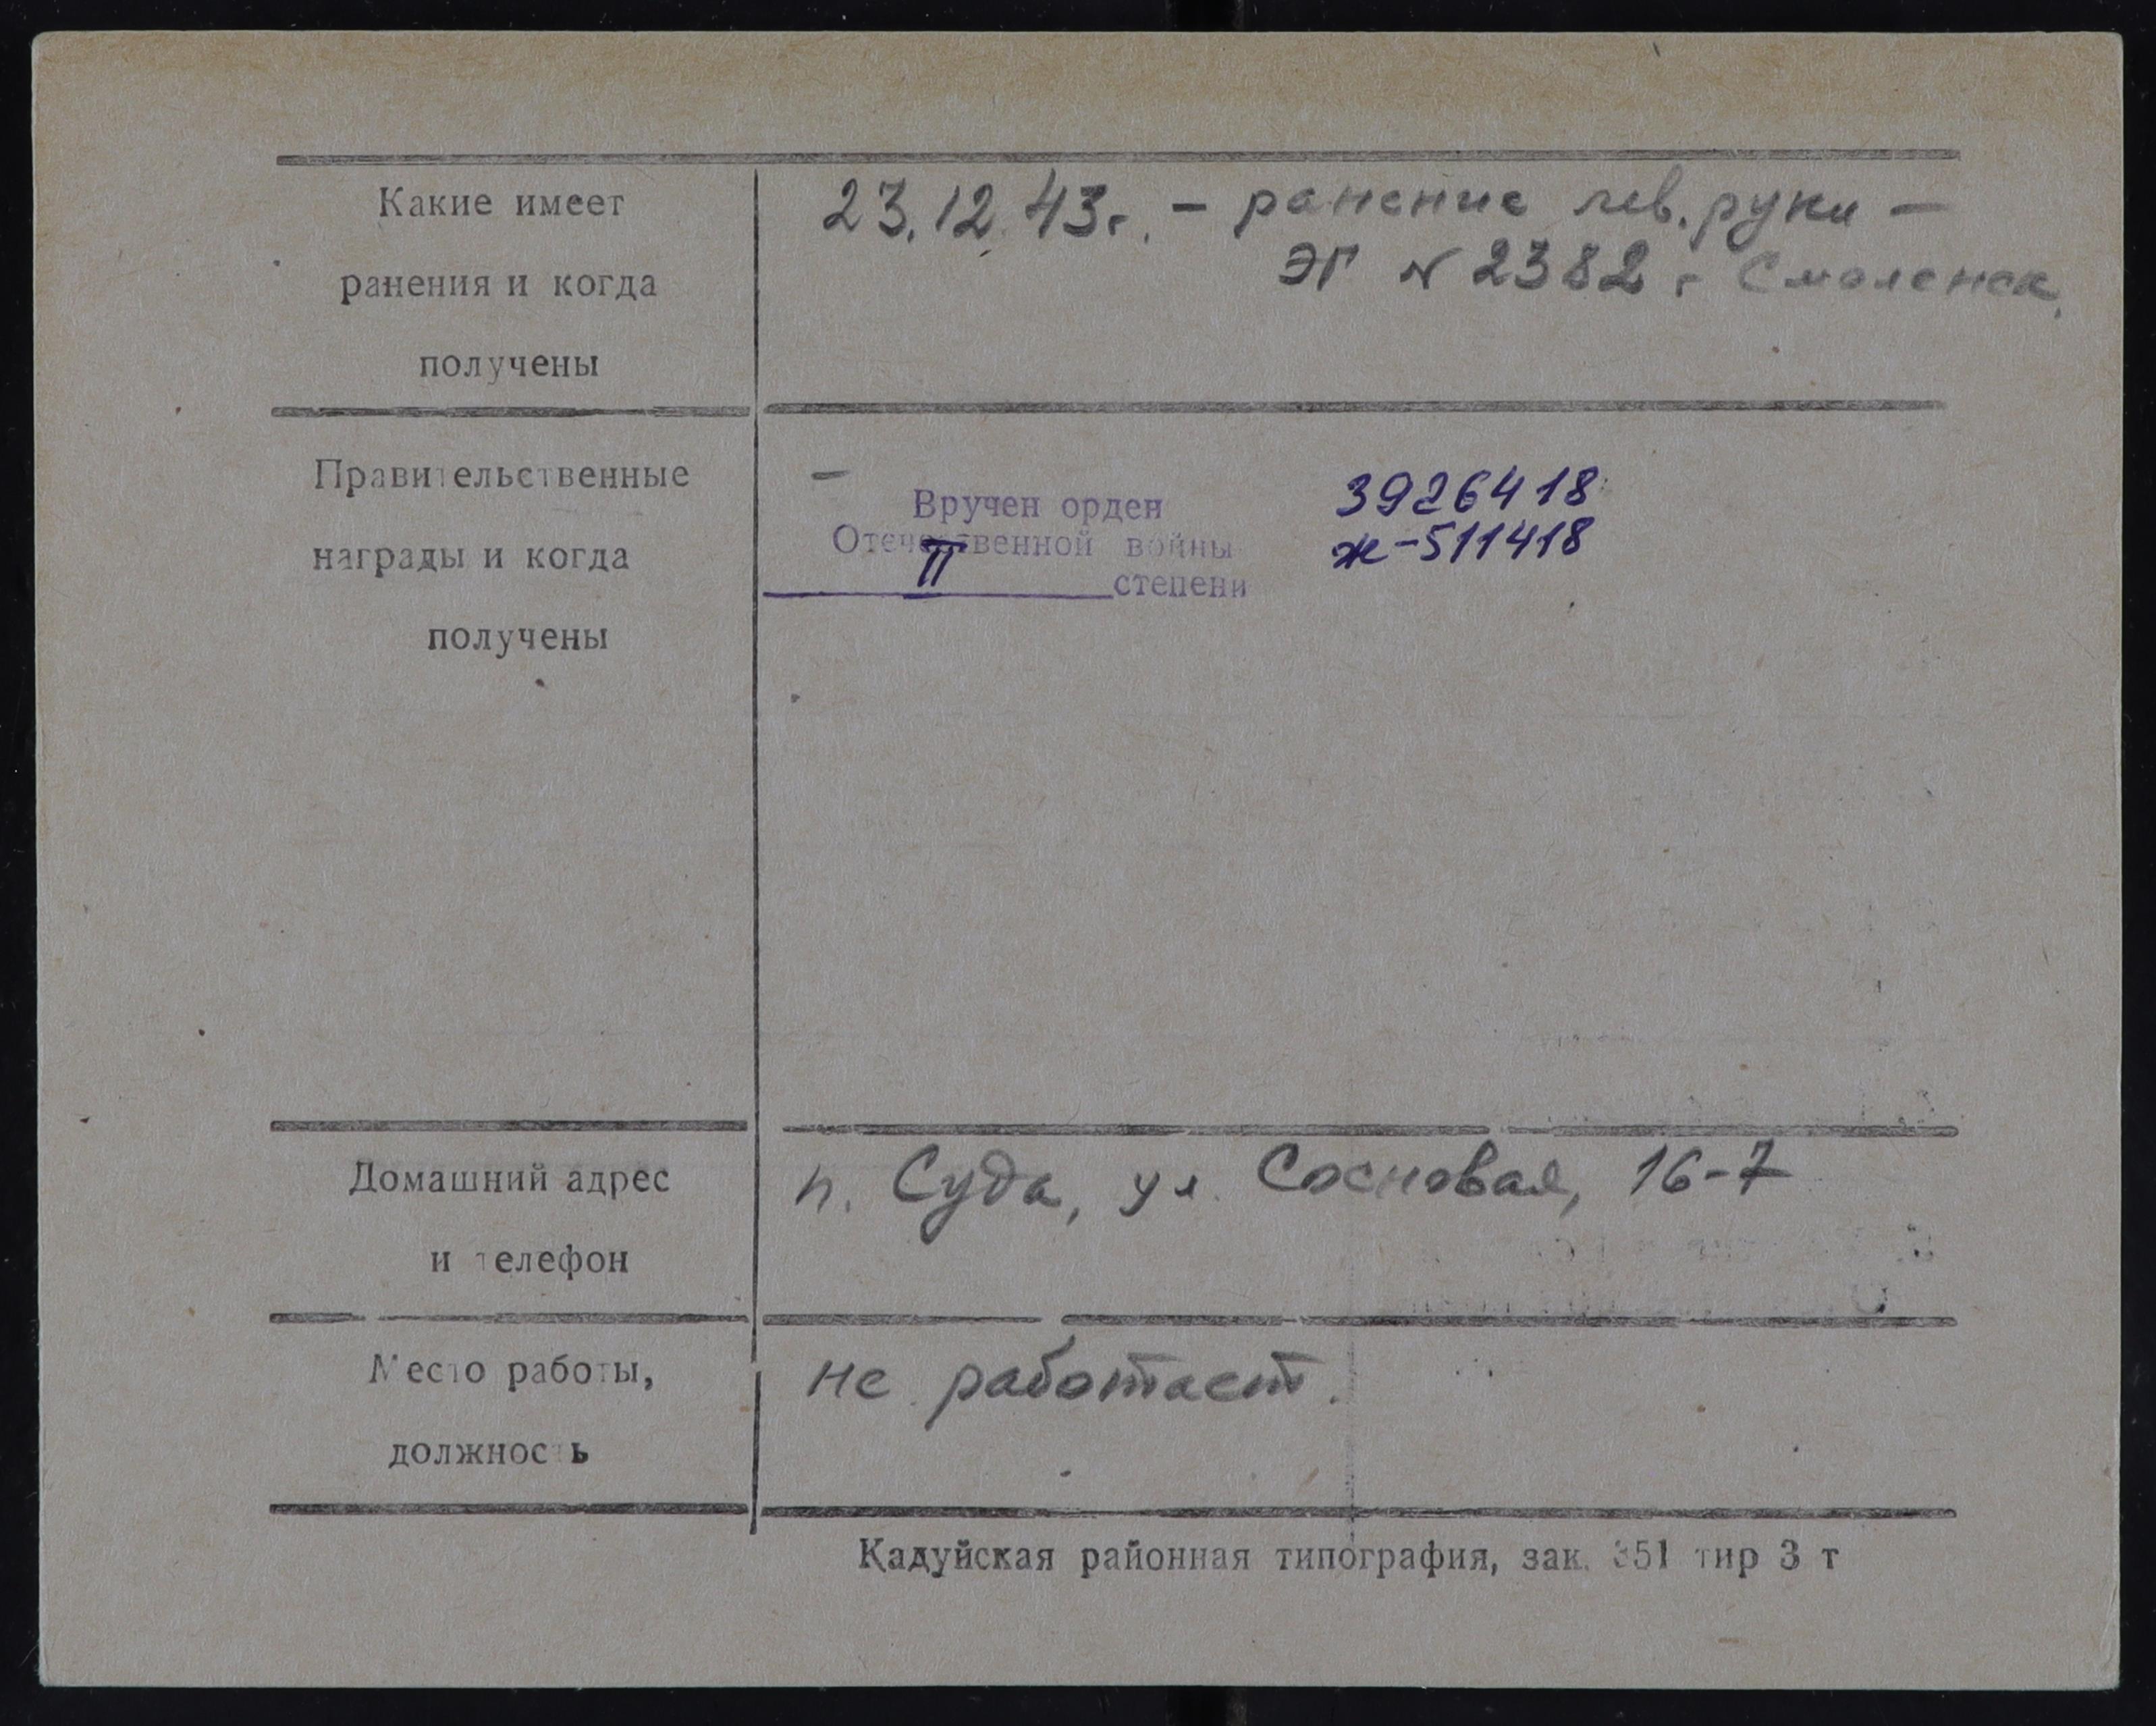 Какие имеет
ранения и когда
получены
23.12.43г. - ранение лев. руки -
ЭГ № 2382 г Смоленск,
Правительственные
награды и когда
получены
—
Вручен орден
Отечественной войны
II степени
3926418
ж-511418
Домашний адрес
и телефон
п. Суда, ул. Сосновая, 16-7
Место работы,
должность
не работает.
Кадуйская районная типография, зак. 351 тир 3 т